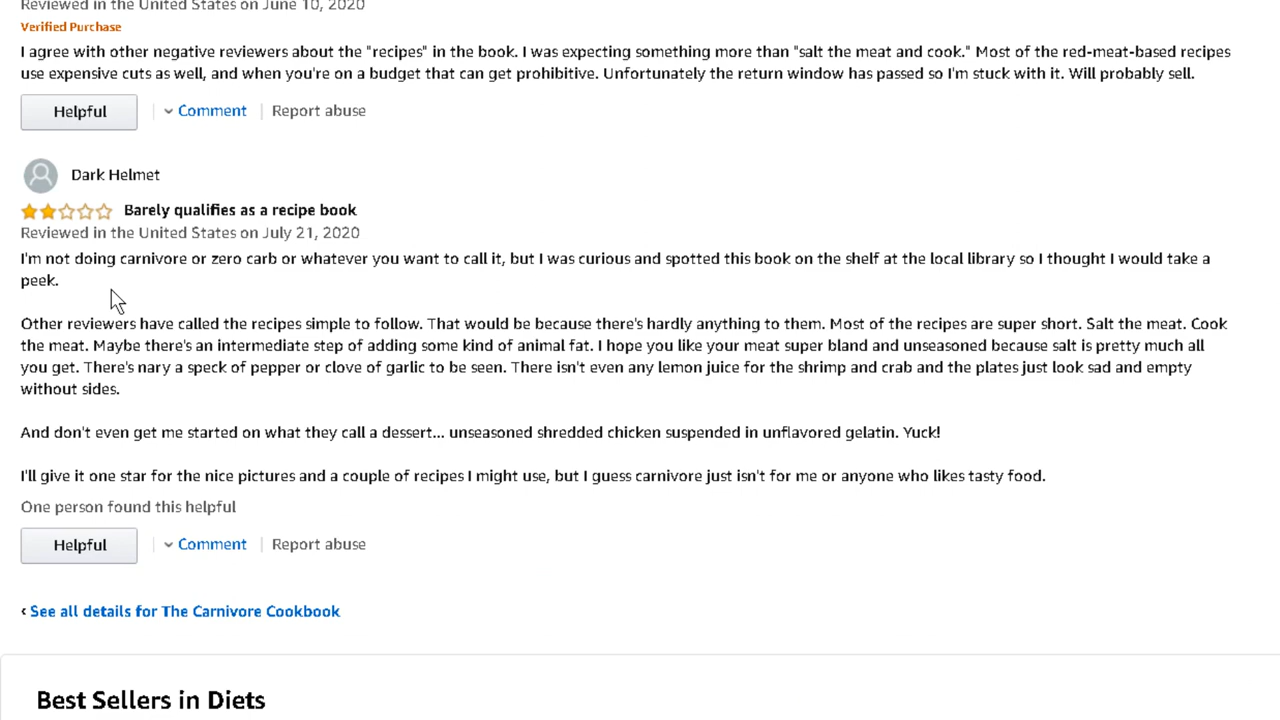 Reviewed in the United States on June 10, 2020
Verified Purchase
I agree with other negative reviewers about the "recipes" in the book. I was expecting something more than "salt the meat and cook." Most of the red-meat-based recipes
use expensive cuts as well, and when you're on a budget that can get prohibitive. Unfortunately the return window has passed so I'm stuck with it. Will probably sell.
Helpful Comment Report abuse
Dark Helmet
Barely qualifies as a recipe book
Reviewed in the United States on July 21, 2020
I'm not doing carnivore or zero carb or whatever you want to call it, but I was curious and spotted this book on the shelf at the local library so I thought I would take a
peek.
Other reviewers have called the recipes simple to follow. That would be because there's hardly anything to them. Most of the recipes are super short. Salt the meat. Cook
the meat. Maybe there's an intermediate step of adding some kind of animal fat. I hope you like your meat super bland and unseasoned because salt is pretty much all
you get. There's nary a speck of pepper or clove of garlic to be seen. There isn't even any lemon juice for the shrimp and crab and the plates just look sad and empty
without sides.
And don't even get me started on what they call a dessert... unseasoned shredded chicken suspended in unflavored gelatin. Yuck!
I'll give it one star for the nice pictures and a couple of recipes I might use, but I guess carnivore just isn't for me or anyone who likes tasty food.
One person found this helpful
Helpful Comment Report abuse
‹ See all details for The Carnivore Cookbook
Best Sellers in Diets